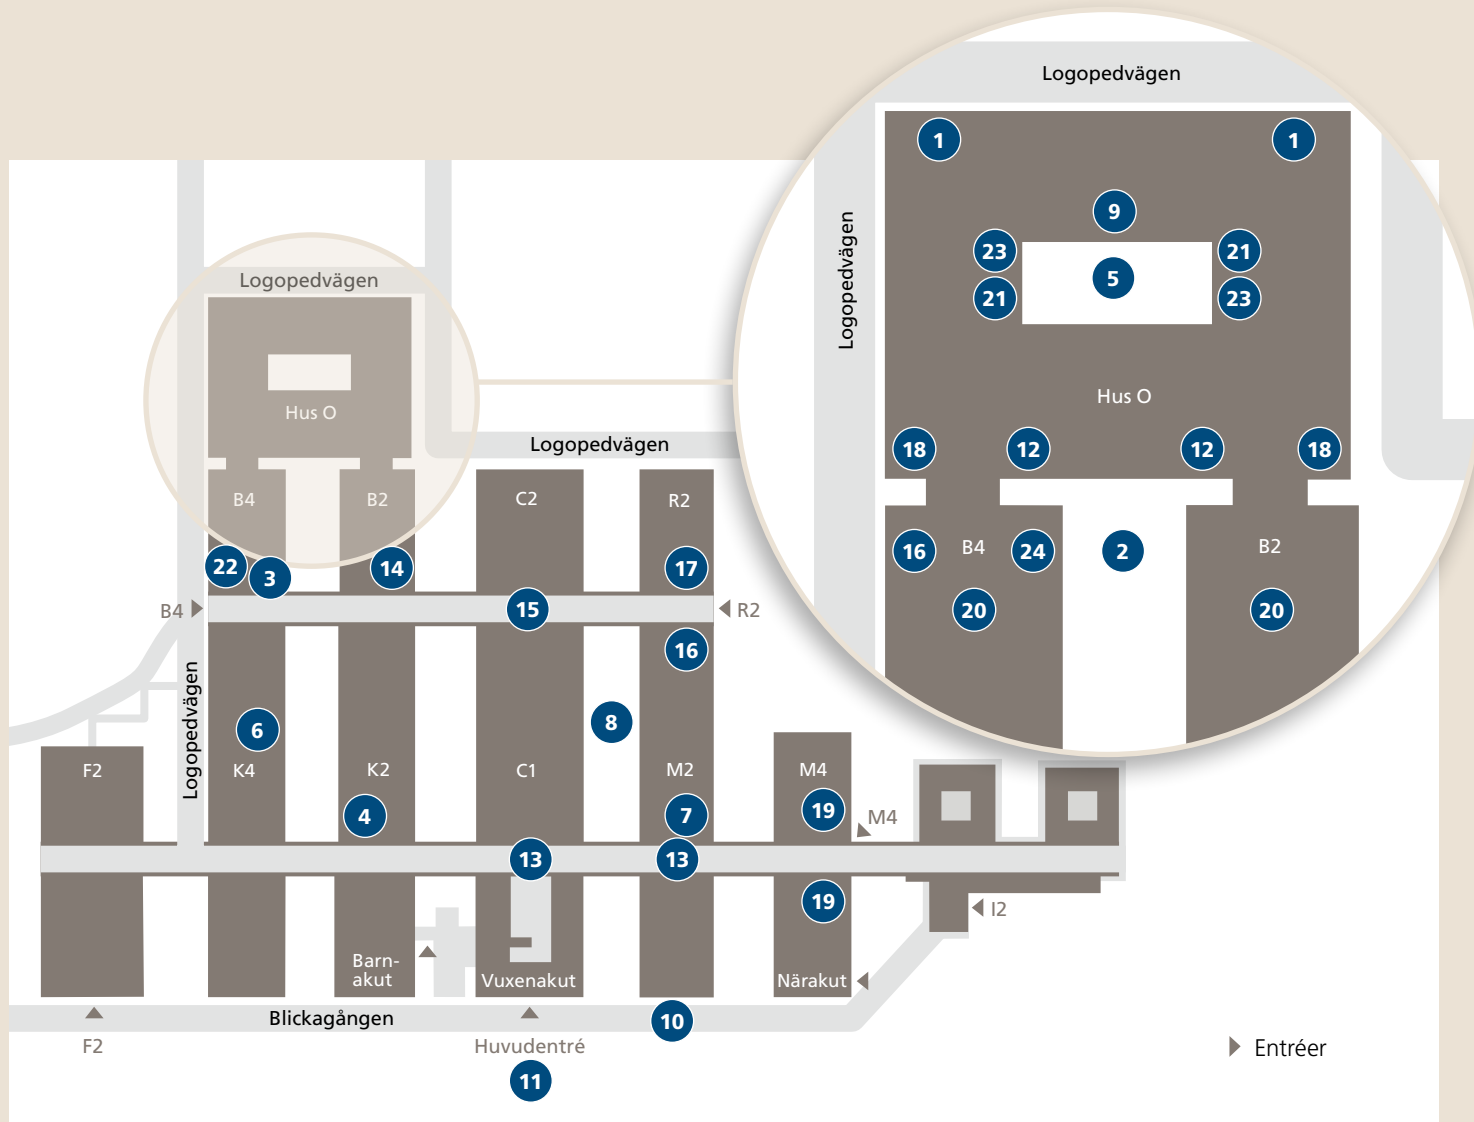 Logopedvägen
1
1
9
Logopedvägen
23
21
5
21
23
Hus O
18
12
12
18
16
B4
24
2
B2
20
20
Logopedvägen
Hus O
Logopedvägen
B4
B2
C2
R2
22
3
14
17
B4
15
R2
16
Logopedvägen
6
8
F2
K4
K2
C1
M2
M4
4
7
19
M4
13
13
19
I2
Barn-
akut
Vuxenakut
Närakut
Blickagången
10
F2
Huvudentré
11
Entréer